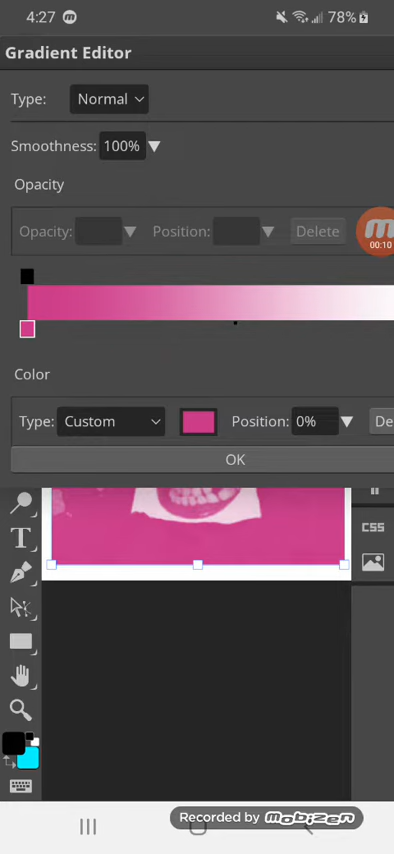 4:27
78%
Gradient Editor
Type: Normal
Smoothness: 100%
Opacity
Opacity: Position: Delete
00:10
Color
Type: Custom Position: 0% De
OK
CSS
T
Recorded by mobizen